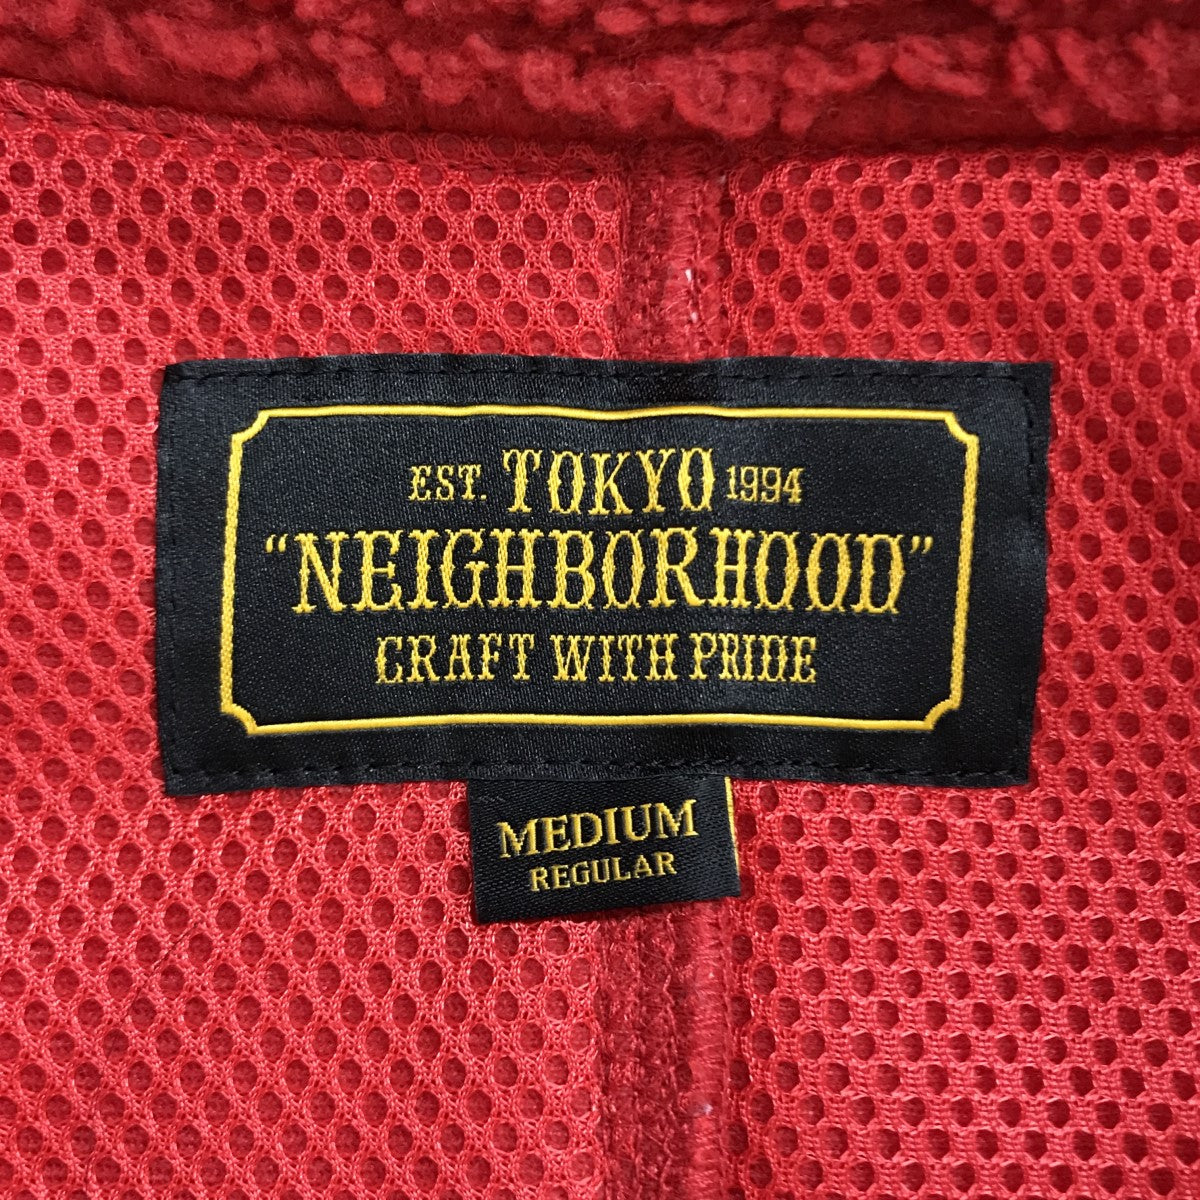 EST. TOKYO 1994
“NEIGHBORHOOD”
CRAFT WITH PRIDE
MEDIUM
REGULAR